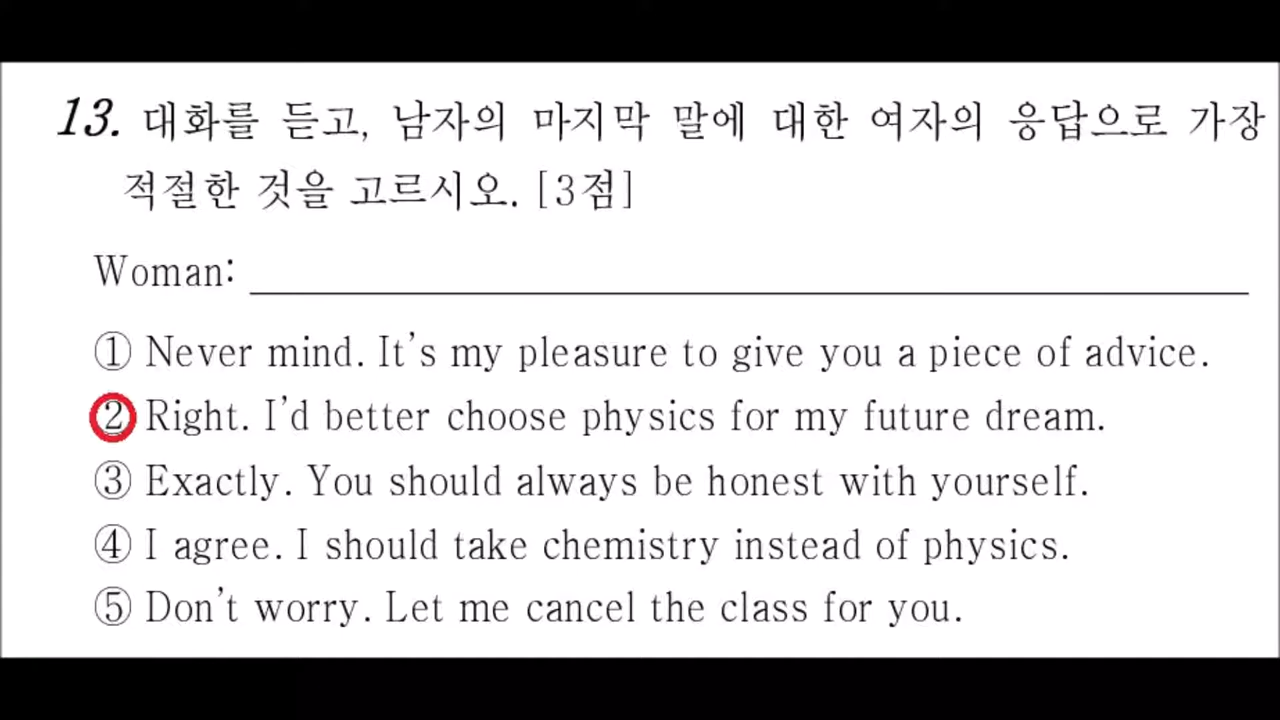 13. 대화를 듣고, 남자의 마지막 말에 대한 여자의 응답으로 가장
적절한 것을 고르시오. [3점]
Woman:
① Never mind. It's my pleasure to give you a piece of advice.
② Right. I'd better choose physics for my future dream.
③ Exactly. You should always be honest with yourself.
④ I agree. I should take chemistry instead of physics.
⑤ Don't worry. Let me cancel the class for you.